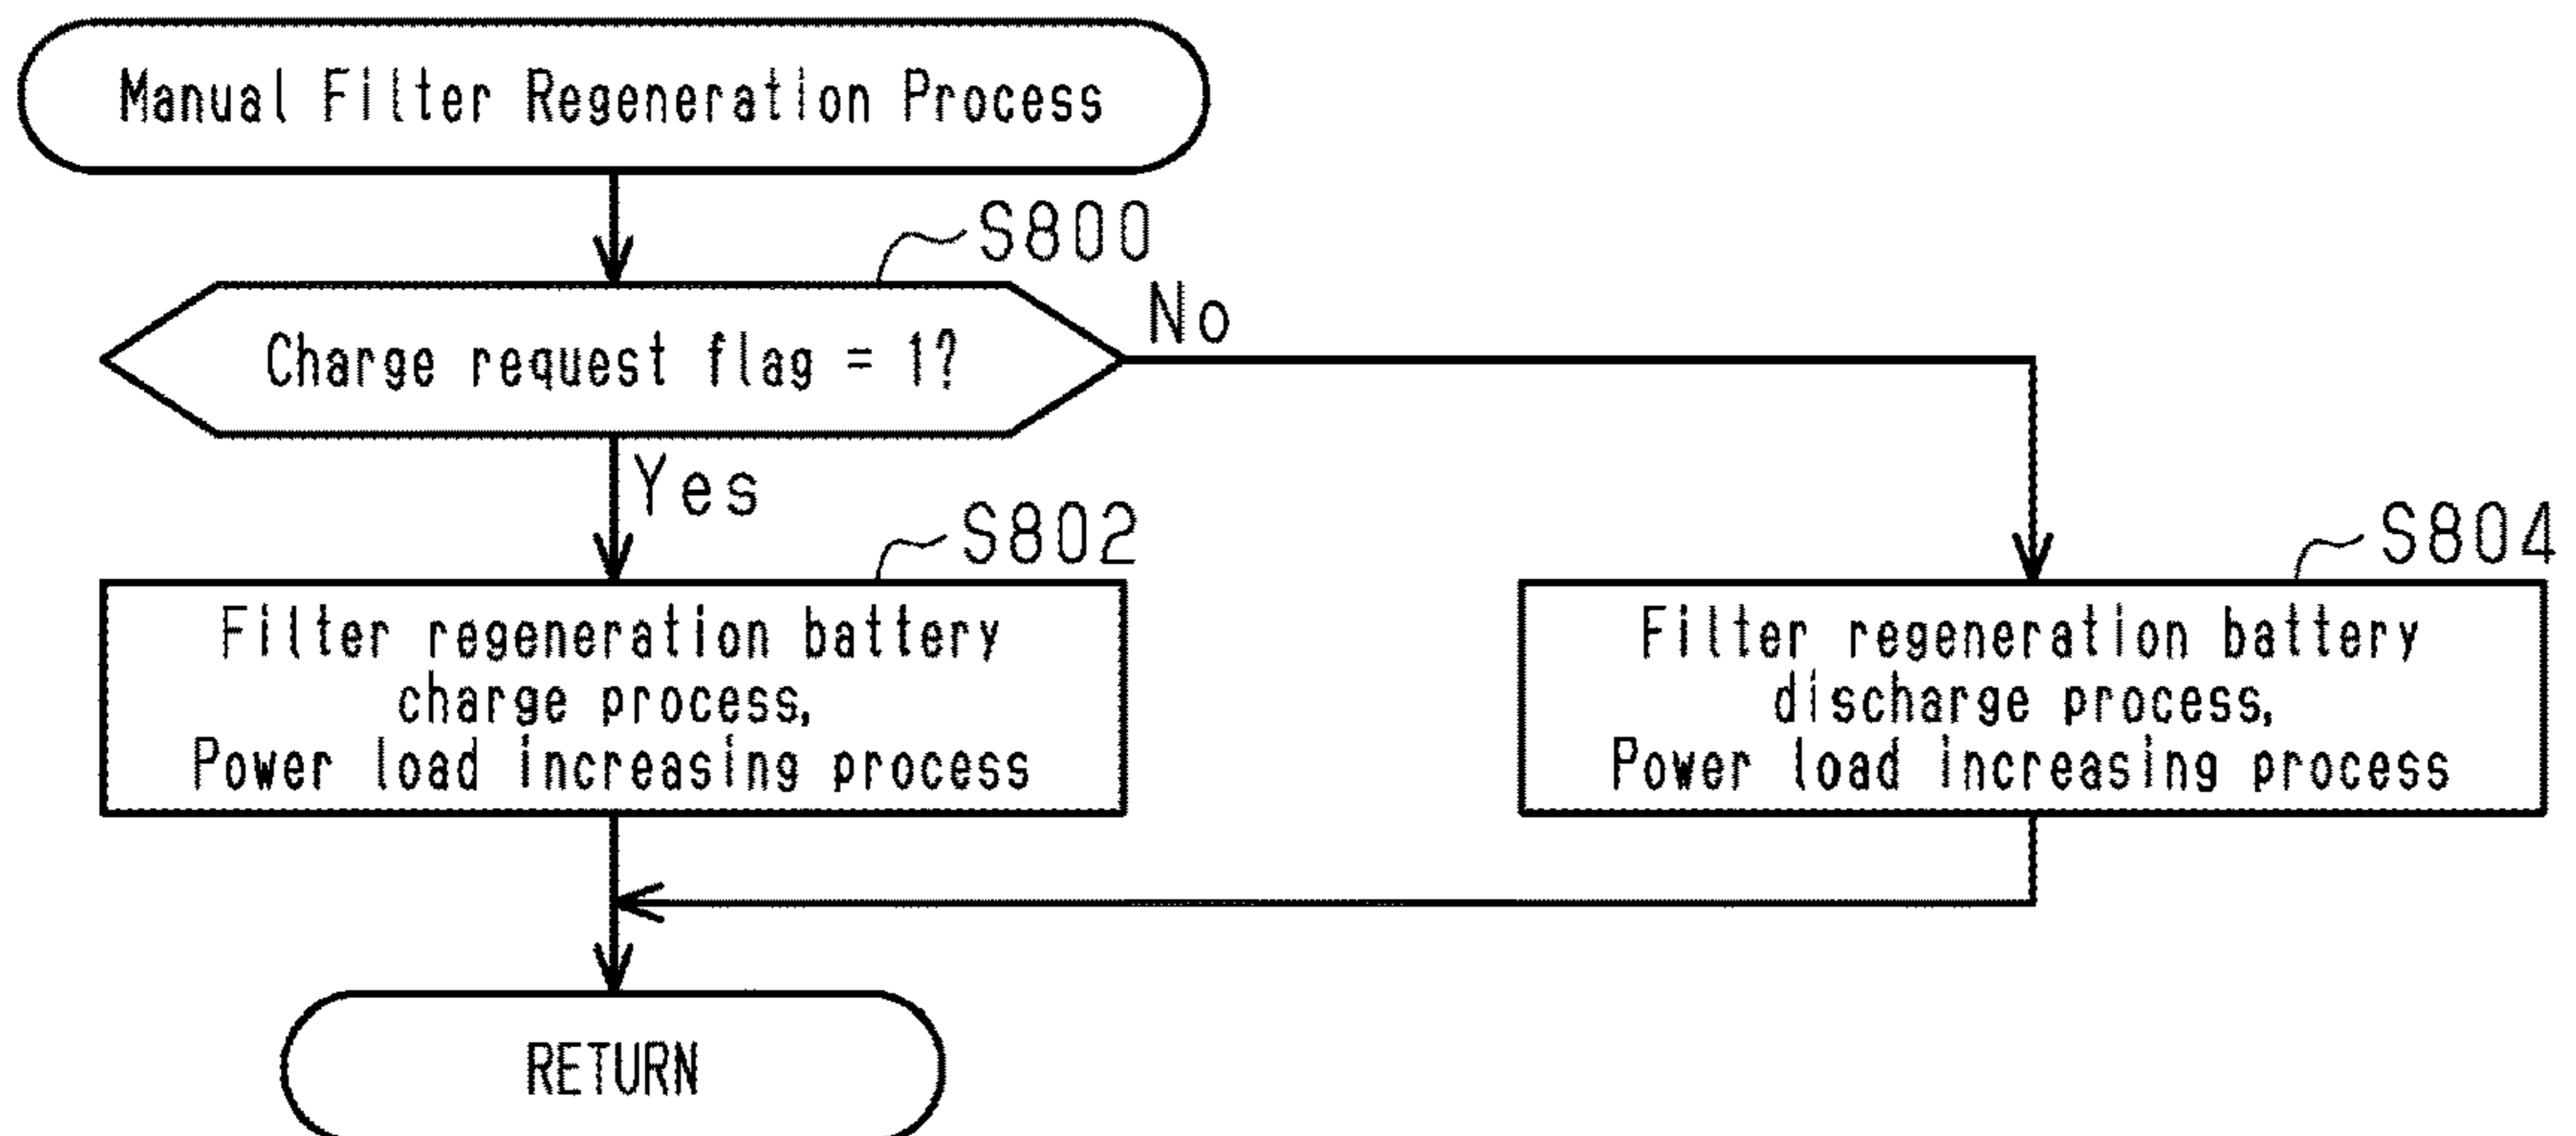 Manual Filter Regeneration Process
S800
Charge request flag = 1?
No
Yes
S802
Filter regeneration battery
charge process,
Power load increasing process
S804
Filter regeneration battery
discharge process,
Power load increasing process
RETURN